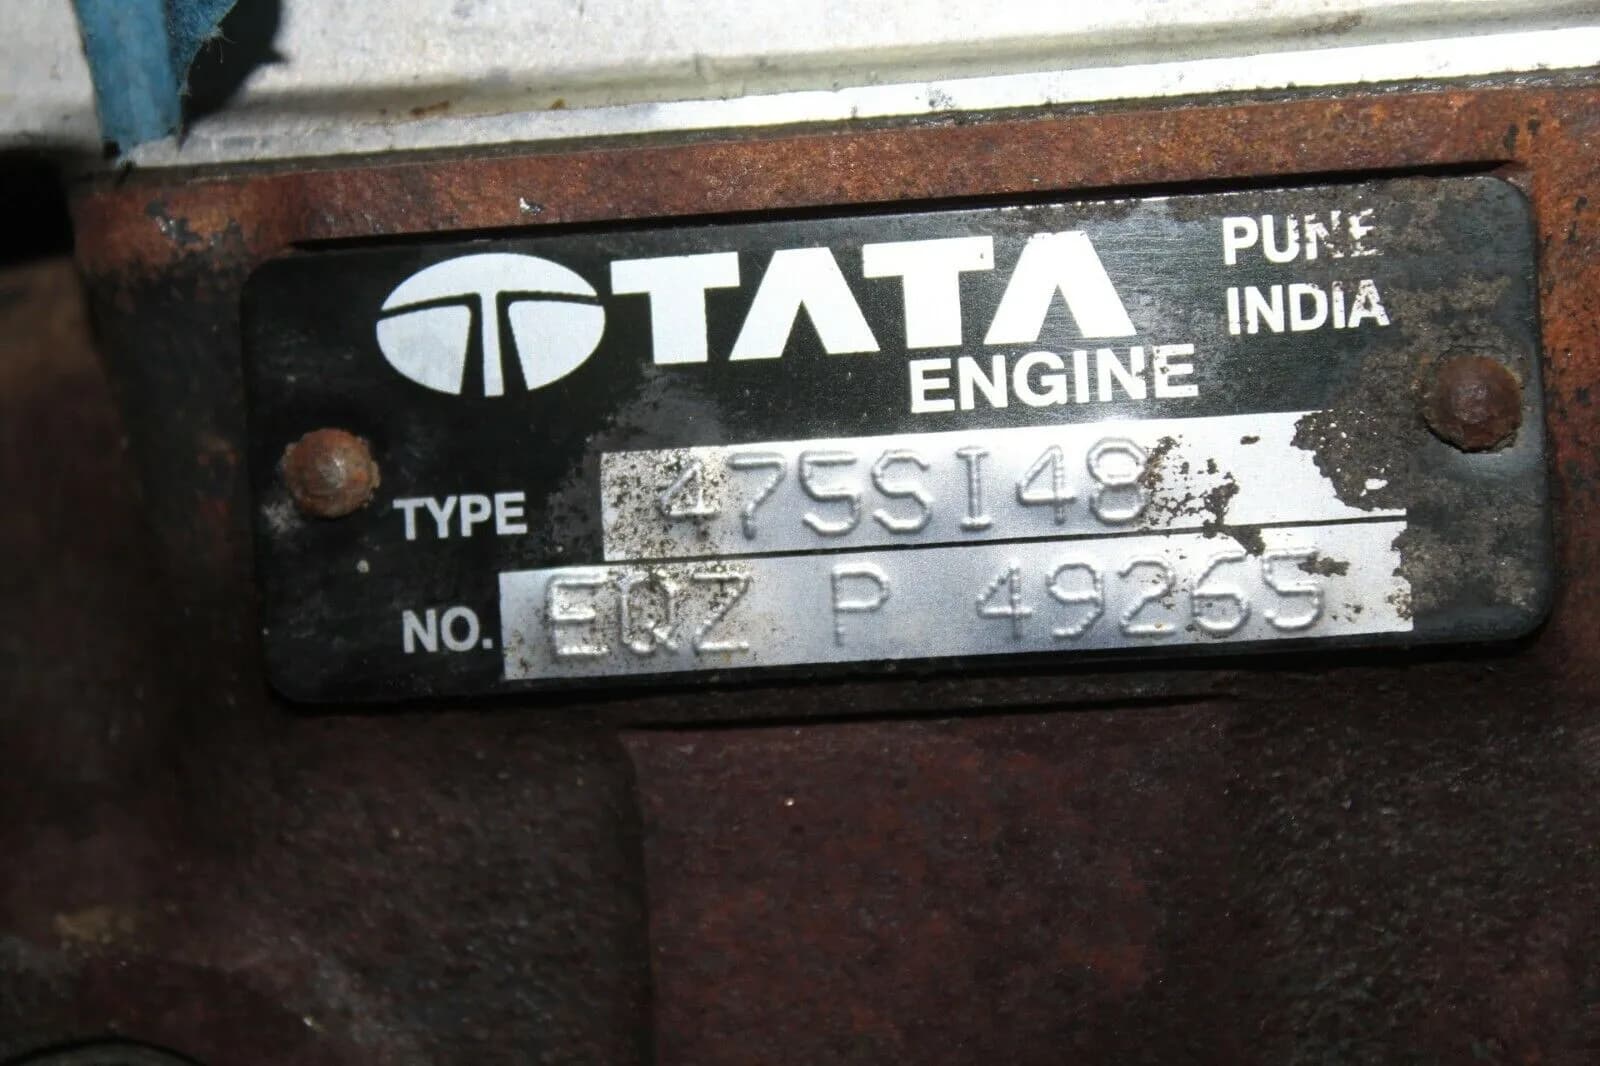 TATA
ENGINE
PUNE
INDIA
TYPE 475SI48
NO. EQZ P 49265